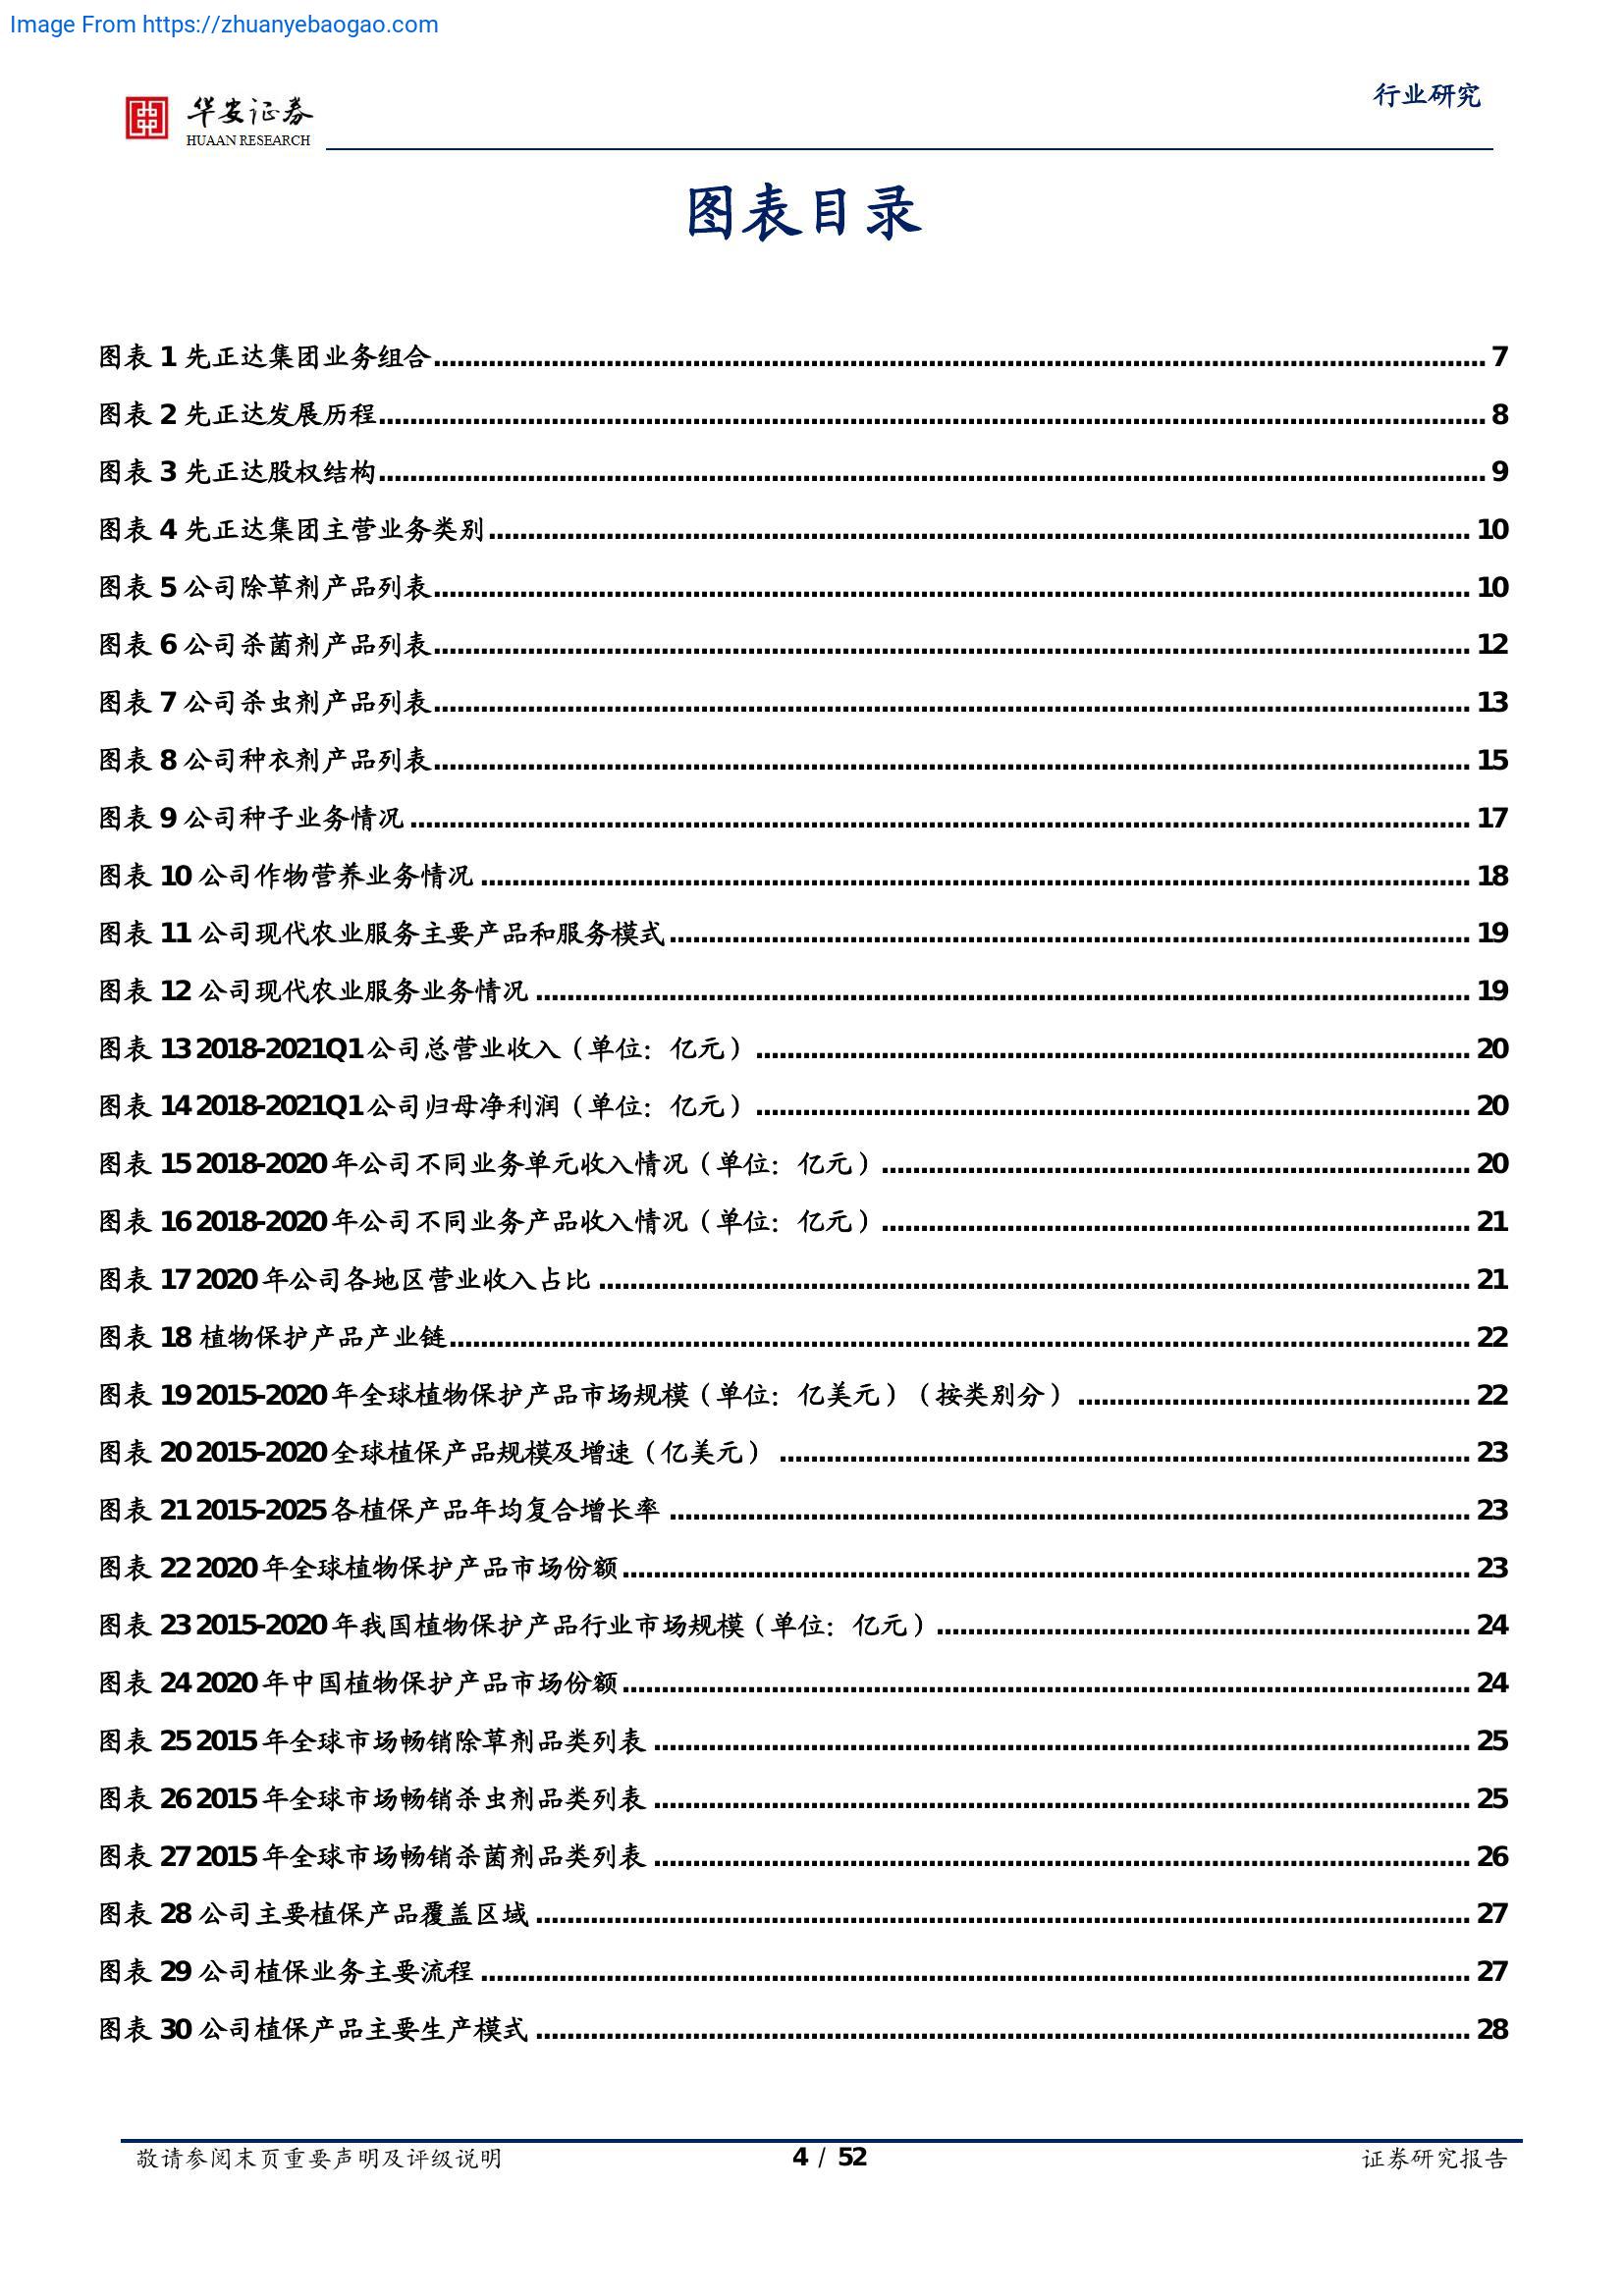 Image From https://zhuanyebaogao.com
行业研究
华安证券
HUAAN RESEARCH
图表目录
图表 1 先正达集团业务组合........ 7
图表 2 先正达发展历程........ 8
图表 3 先正达股权结构........ 9
图表 4 先正达集团主营业务类别........ 10
图表 5 公司除草剂产品列表........ 10
图表 6 公司杀菌剂产品列表........ 12
图表 7 公司杀虫剂产品列表........ 13
图表 8 公司种衣剂产品列表........ 15
图表 9 公司种子业务情况........ 17
图表 10 公司作物营养业务情况........ 18
图表 11 公司现代农业服务主要产品和服务模式........ 19
图表 12 公司现代农业服务业务情况........ 19
图表 13 2018-2021Q1 公司总营业收入（单位：亿元）........ 20
图表 14 2018-2021Q1 公司归母净利润（单位：亿元）........ 20
图表 15 2018-2020 年公司不同业务单元收入情况（单位：亿元）........ 20
图表 16 2018-2020 年公司不同业务产品收入情况（单位：亿元）........ 21
图表 17 2020 年公司各地区营业收入占比........ 21
图表 18 植物保护产品产业链........ 22
图表 19 2015-2020 年全球植物保护产品市场规模（单位：亿美元）（按类别分）........ 22
图表 20 2015-2020 全球植保产品规模及增速（亿美元）........ 23
图表 21 2015-2025 各植保产品年均复合增长率........ 23
图表 22 2020 年全球植物保护产品市场份额........ 23
图表 23 2015-2020 年我国植物保护产品行业市场规模（单位：亿元）........ 24
图表 24 2020 年中国植物保护产品市场份额........ 24
图表 25 2015 年全球市场畅销除草剂品类列表........ 25
图表 26 2015 年全球市场畅销杀虫剂品类列表........ 25
图表 27 2015 年全球市场畅销杀菌剂品类列表........ 26
图表 28 公司主要植保产品覆盖区域........ 27
图表 29 公司植保业务主要流程........ 27
图表 30 公司植保产品主要生产模式........ 28
敬请参阅末页重要声明及评级说明 4 / 52 证券研究报告